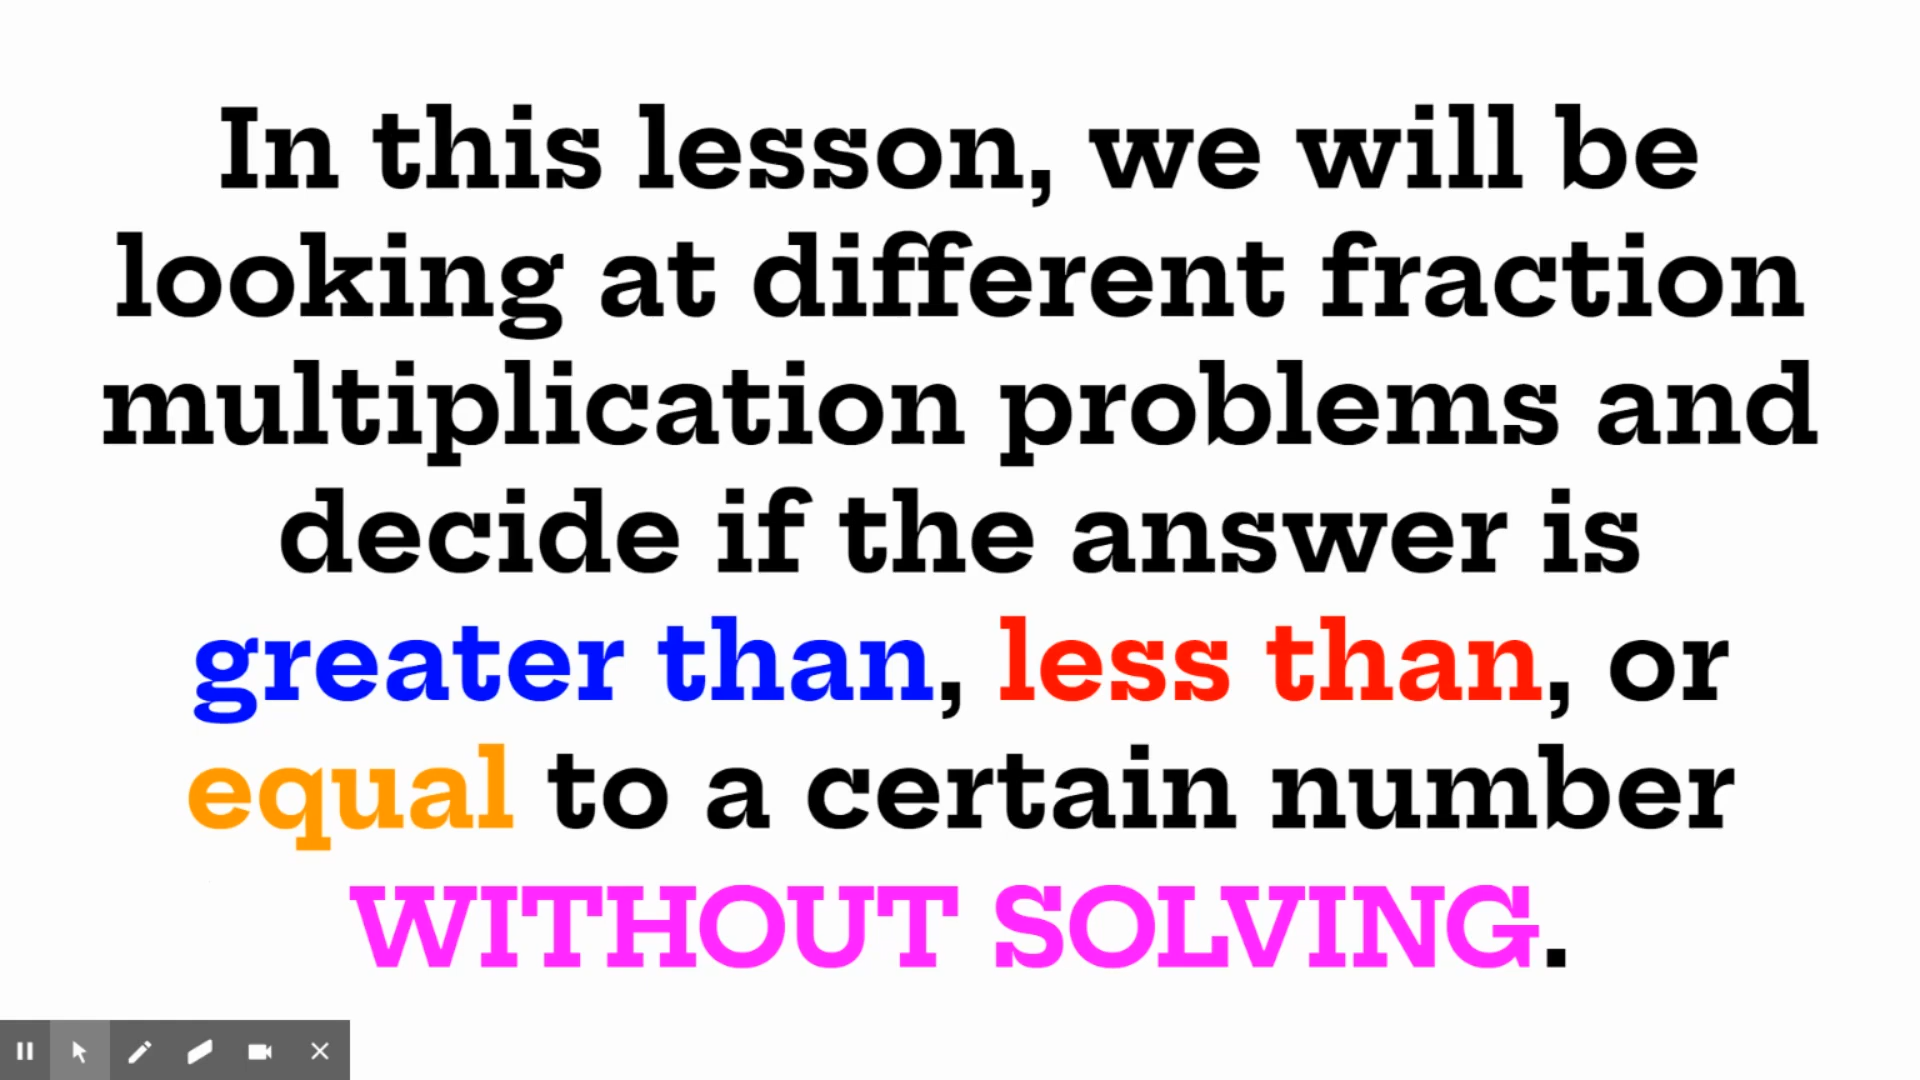 In this lesson, we will be
looking at different fraction
multiplication problems and
decide if the answer is
greater than, less than, or
equal to a certain number
WITHOUT SOLVING.